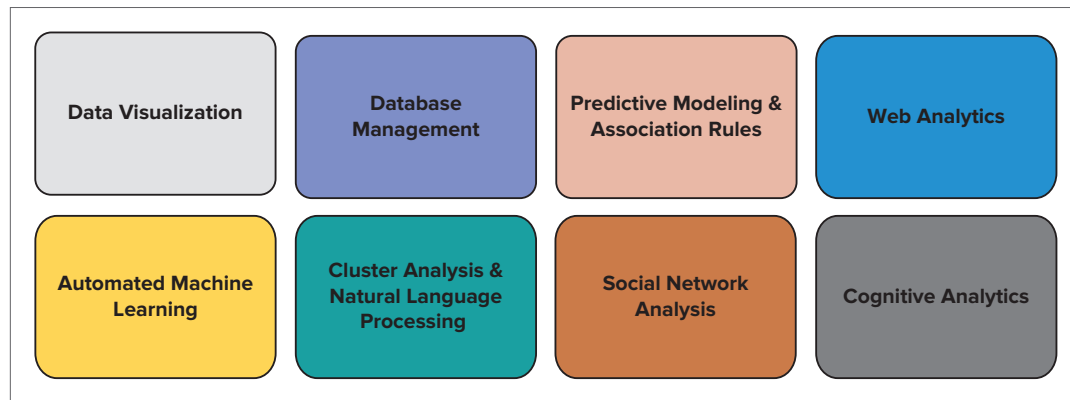 Data Visualization
Database
Management
Predictive Modeling &
Association Rules
Web Analytics
Automated Machine
Learning
Cluster Analysis &
Natural Language
Processing
Social Network
Analysis
Cognitive Analytics